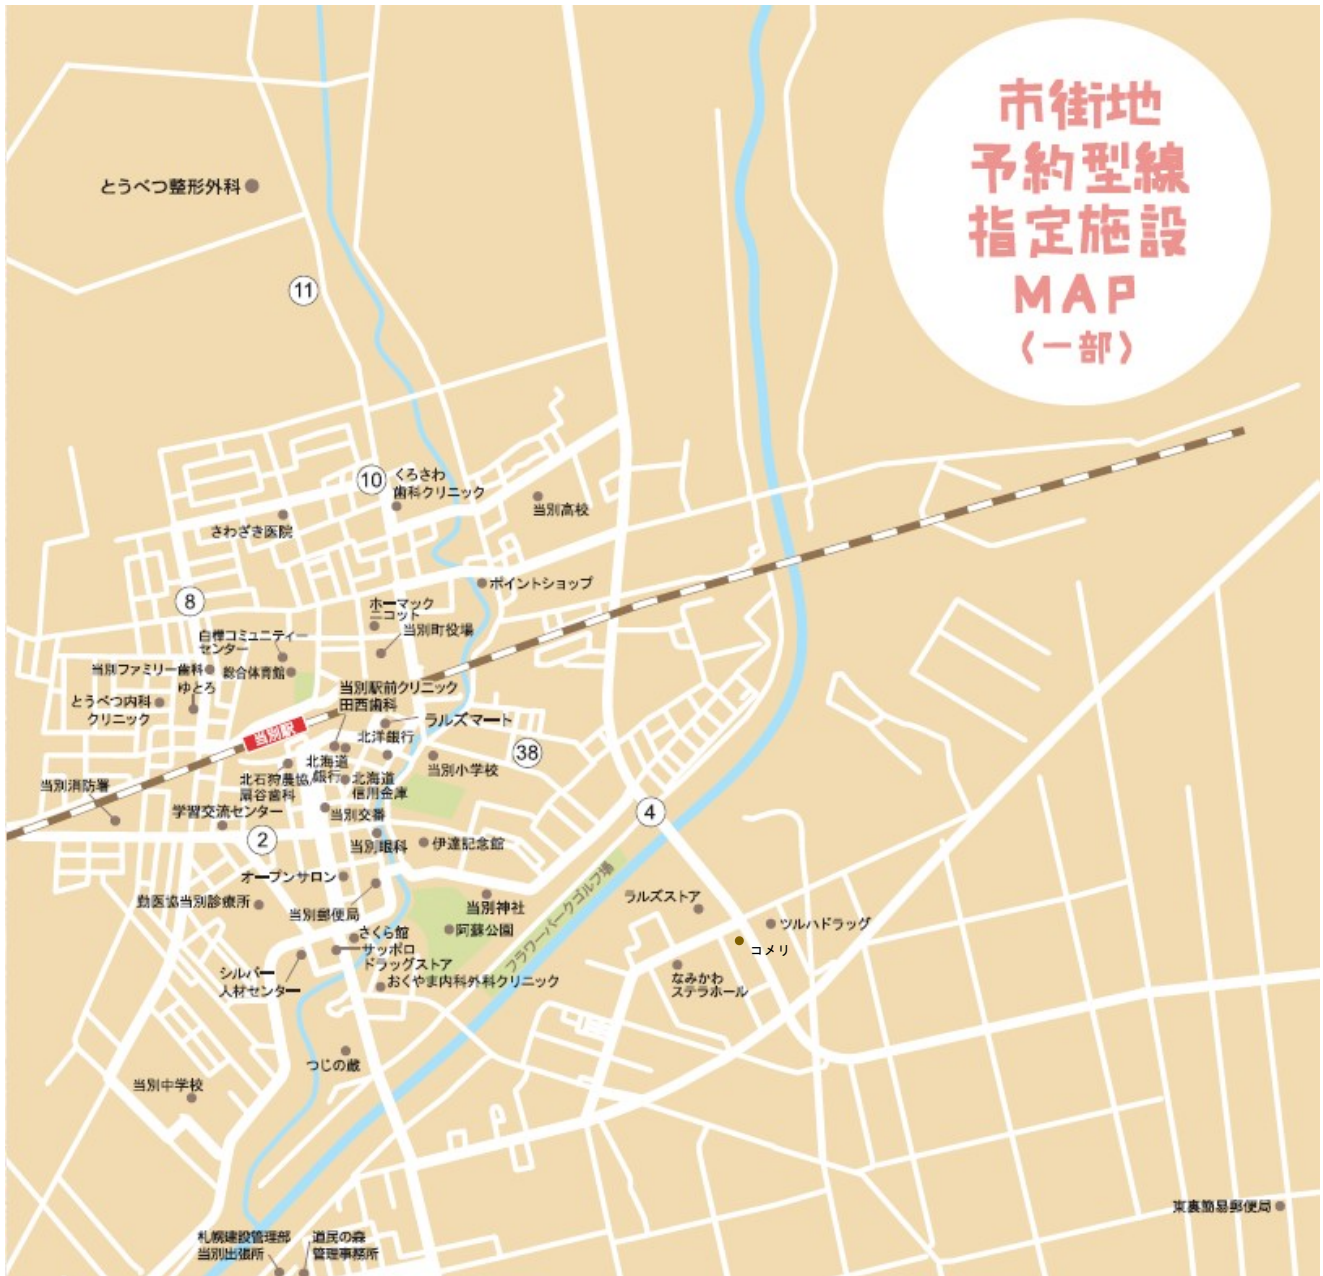 市街地
予約型線
指定施設
MAP
〈一部〉
とうべつ整形外科
11
10
くろさわ
歯科クリニック
当別高校
さわざき医院
ポイントショップ
8
ホーマック
ニコット
当別町役場
白樺コミュニティー
センター
当別ファミリー歯科
総合体育館
ゆとろ
とうべつ内科
クリニック
当別駅前クリニック
田西歯科
ラルズマート
当別駅
北洋銀行
38
当別小学校
北海道
銀行
北石狩農協/
扇谷歯科
北海道
信用金庫
当別消防署
学習交流センター
当別交番
4
2
当別眼科
伊達記念館
オープンサロン
勤医協当別診療所
当別郵便局
当別神社
フラワーパークゴルフ場
ラルズストア
ツルハドラッグ
阿蘇公園
さくら館
サッポロ
ドラッグストア
コメリ
シルバー
人材センター
おくやま内科外科クリニック
なみかわ
ステラホール
つじの蔵
当別中学校
東裏簡易郵便局
札幌建設管理部
当別出張所
道民の森
管理事務所